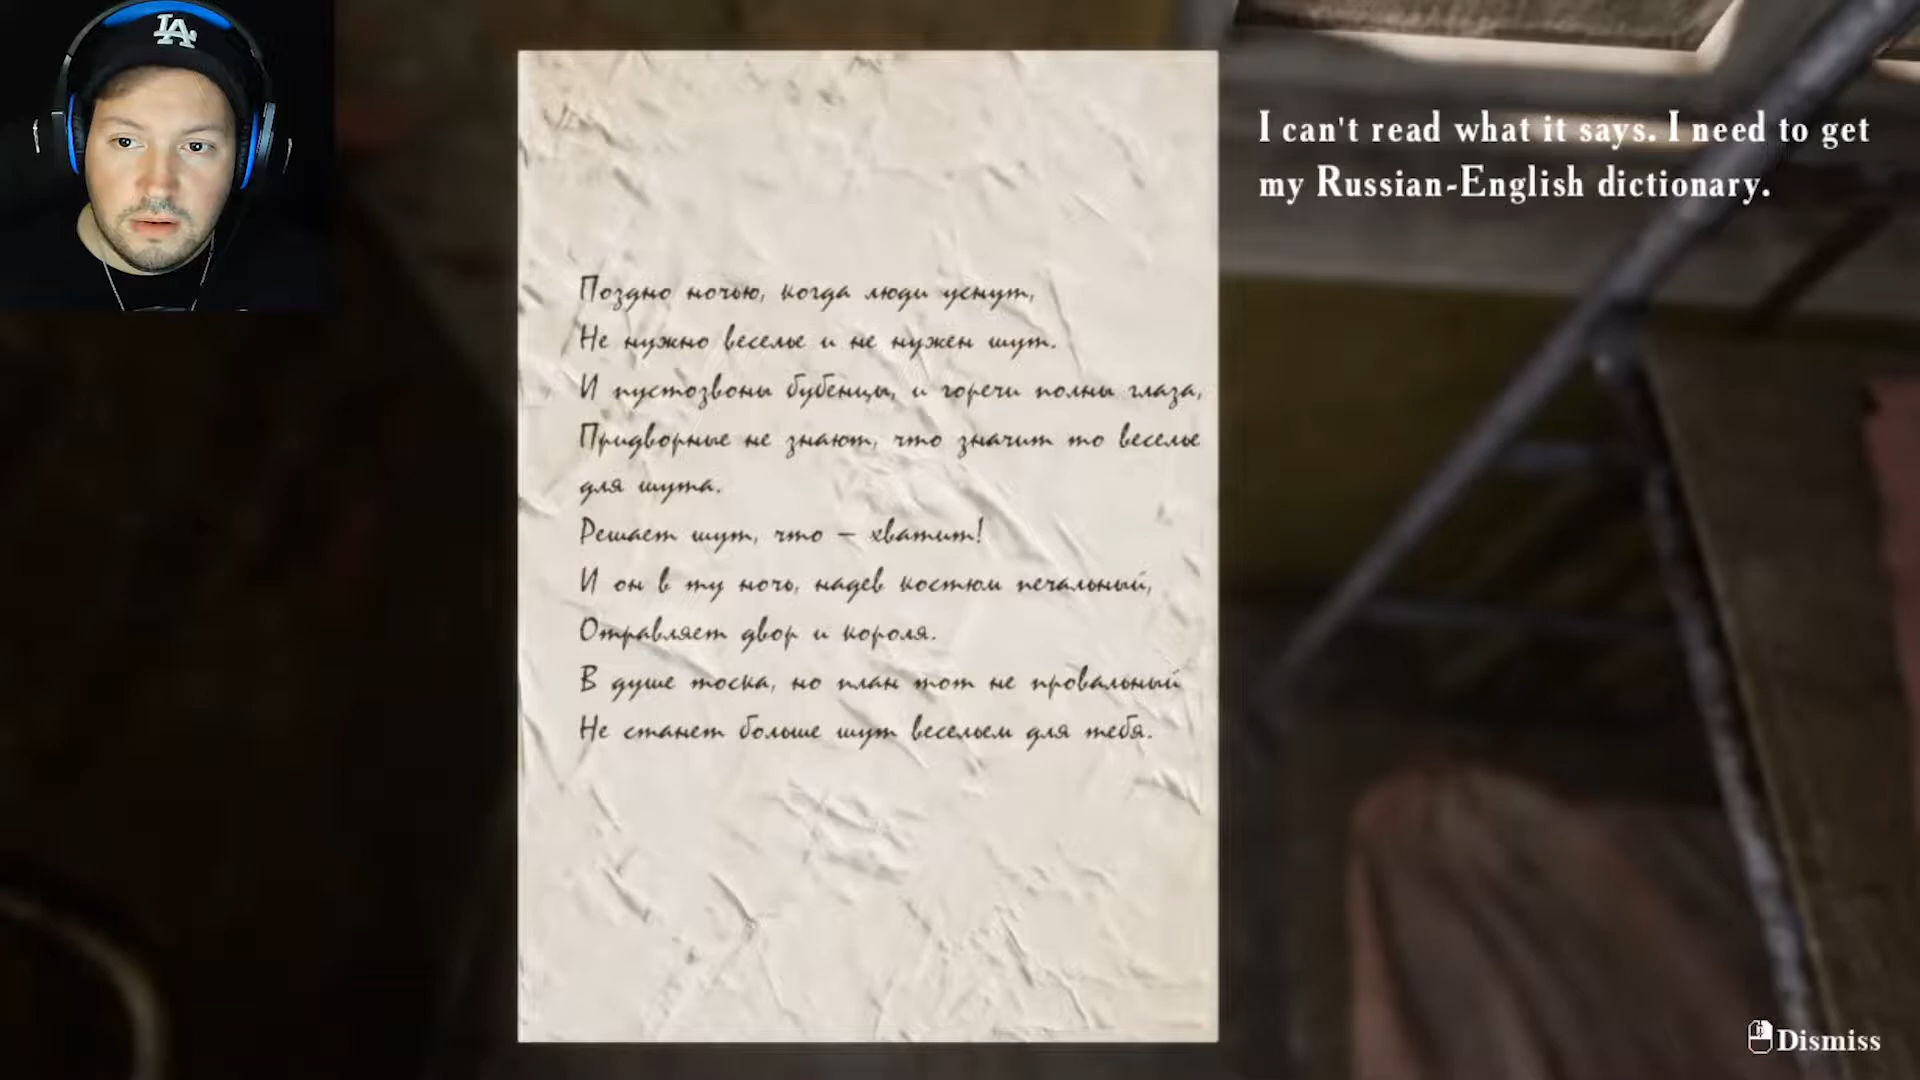 LA
I can't read what it says. I need to get
my Russian-English dictionary.
Поздно ночью, когда люди уснут,
Не нужно веселье и не нужен шут.
И пустозвоны бубенцы, и горечи полны глаза,
Придворные не знают, что значит то веселье
для шута.
Решает шут, что – хватит!
И он в ту ночь, надев костюм печальный,
Отравляет двор и короля.
В душе тоска, но план тот не провальный
Не станет больше шут весельем для тебя.
Dismiss